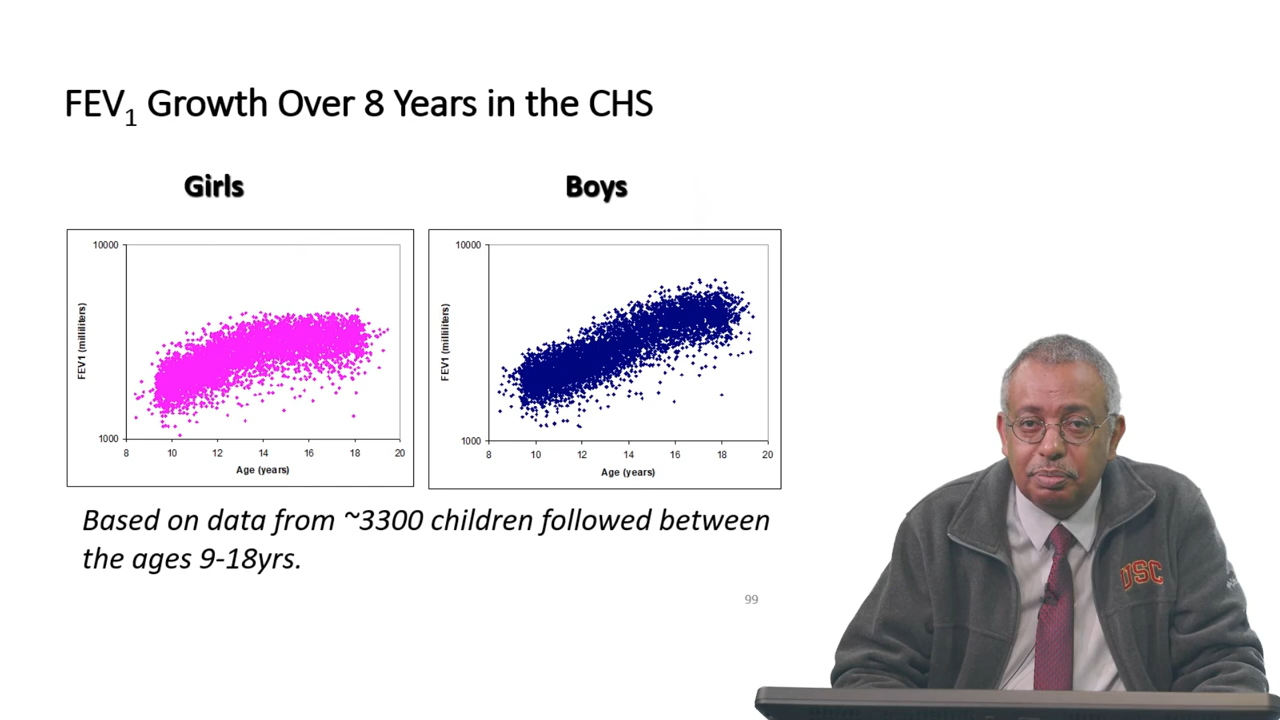 FEV1 Growth Over 8 Years in the CHS
Girls
Boys
10000
FEV1 (milliliters)
1000
8 10 12 14 16 18 20
Age (years)
10000
FEV1 (milliliters)
1000
8 10 12 14 16 18 20
Age (years)
Based on data from ~3300 children followed between
the ages 9-18yrs.
99
USC